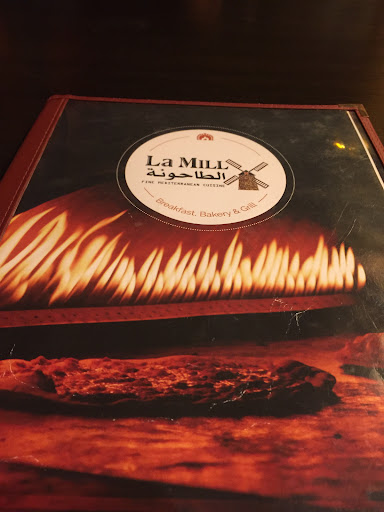 LA MILL
الطاحونة
FINE MEDITERRANEAN CUISINE
Breakfast, Bakery & Grill